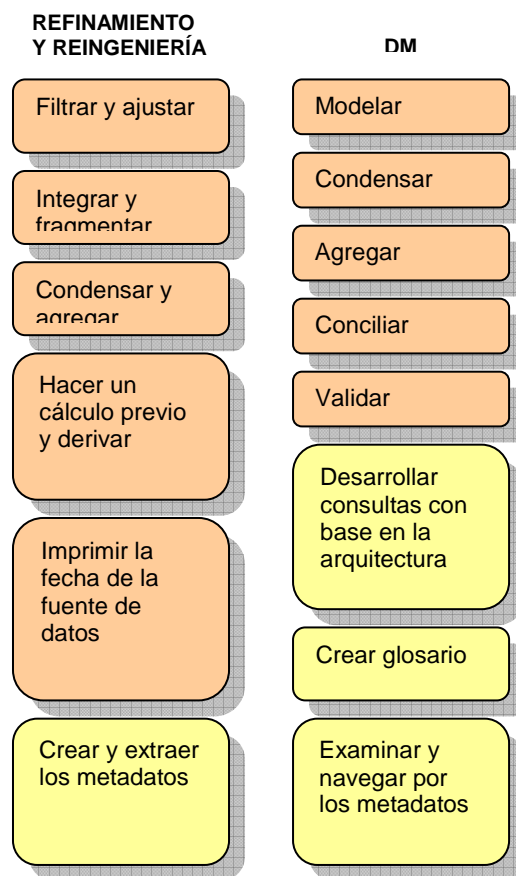 REFINAMIENTO
Y REINGENIERÍA
Filtrar y ajustar
Integrar y
fragmentar
Condensar y
agregar
Hacer un
cálculo previo
y derivar
Imprimir la
fecha de la
fuente de
datos
Crear y extraer
los metadatos
DM
Modelar
Condensar
Agregar
Conciliar
Validar
Desarrollar
consultas con
base en la
arquitectura
Crear glosario
Examinar y
navegar por
los metadatos